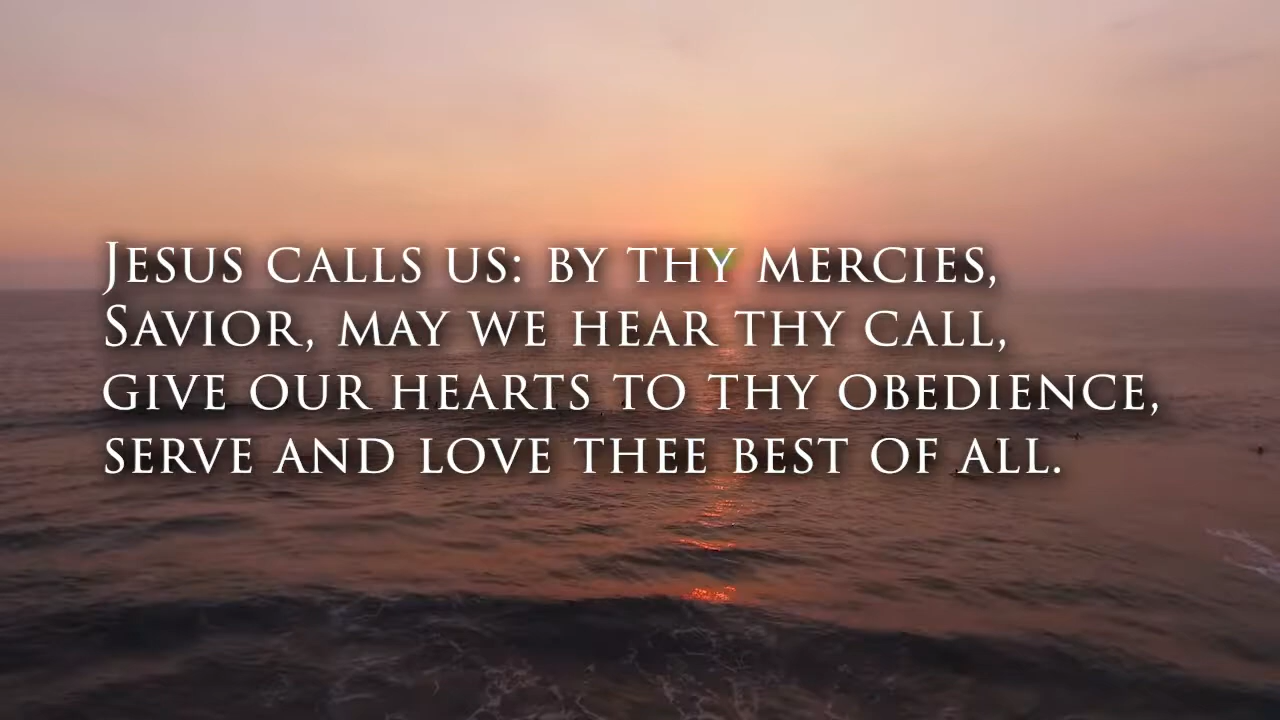 Jesus calls us: by thy mercies,
Savior, may we hear thy call,
give our hearts to thy obedience,
serve and love thee best of all.